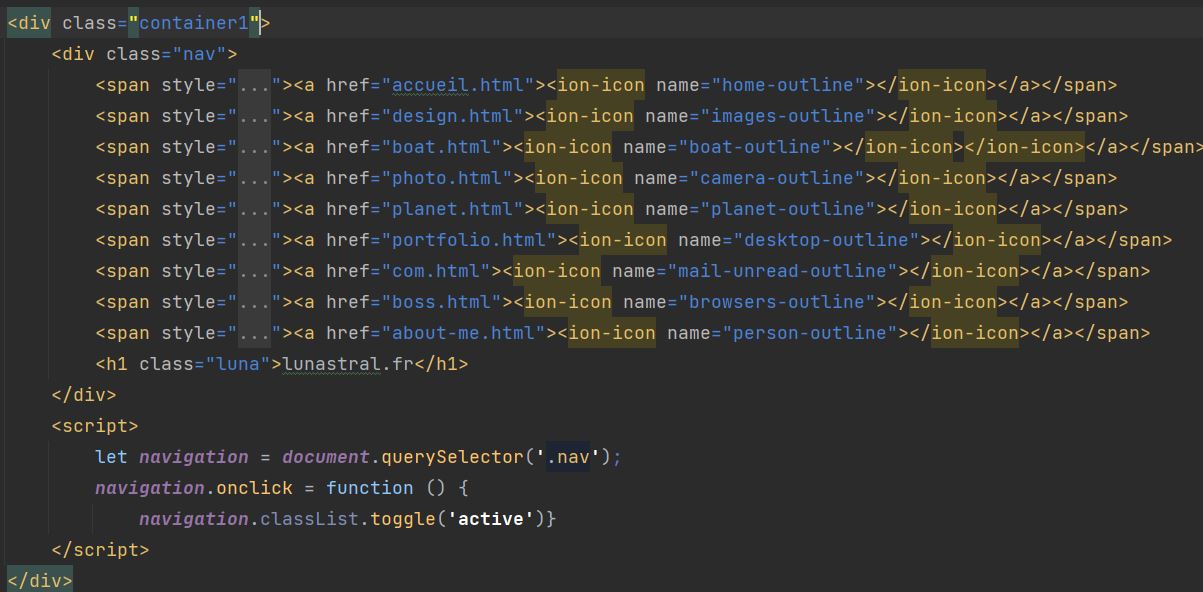 <div class="container1">
<div class="nav">
<span style="..."><a href="accueil.html"><ion-icon name="home-outline"></ion-icon></a></span>
<span style="..."><a href="design.html"><ion-icon name="images-outline"></ion-icon></a></span>
<span style="..."><a href="boat.html"><ion-icon name="boat-outline"></ion-icon> </ion-icon></a></span>
<span style="..."><a href="photo.html"><ion-icon name="camera-outline"></ion-icon></a></span>
<span style="..."><a href="planet.html"><ion-icon name="planet-outline"></ion-icon></a></span>
<span style="..."><a href="portfolio.html"><ion-icon name="desktop-outline"></ion-icon></a></span>
<span style="..."><a href="com.html"><ion-icon name="mail-unread-outline"></ion-icon></a></span>
<span style="..."><a href="boss.html"><ion-icon name="browsers-outline"></ion-icon></a></span>
<span style="..."><a href="about-me.html"><ion-icon name="person-outline"></ion-icon></a></span>
<h1 class="luna">lunastral.fr</h1>
</div>
<script>
let navigation = document.querySelector('.nav');
navigation.onclick = function () {
navigation.classList.toggle('active')}
</script>
</div>